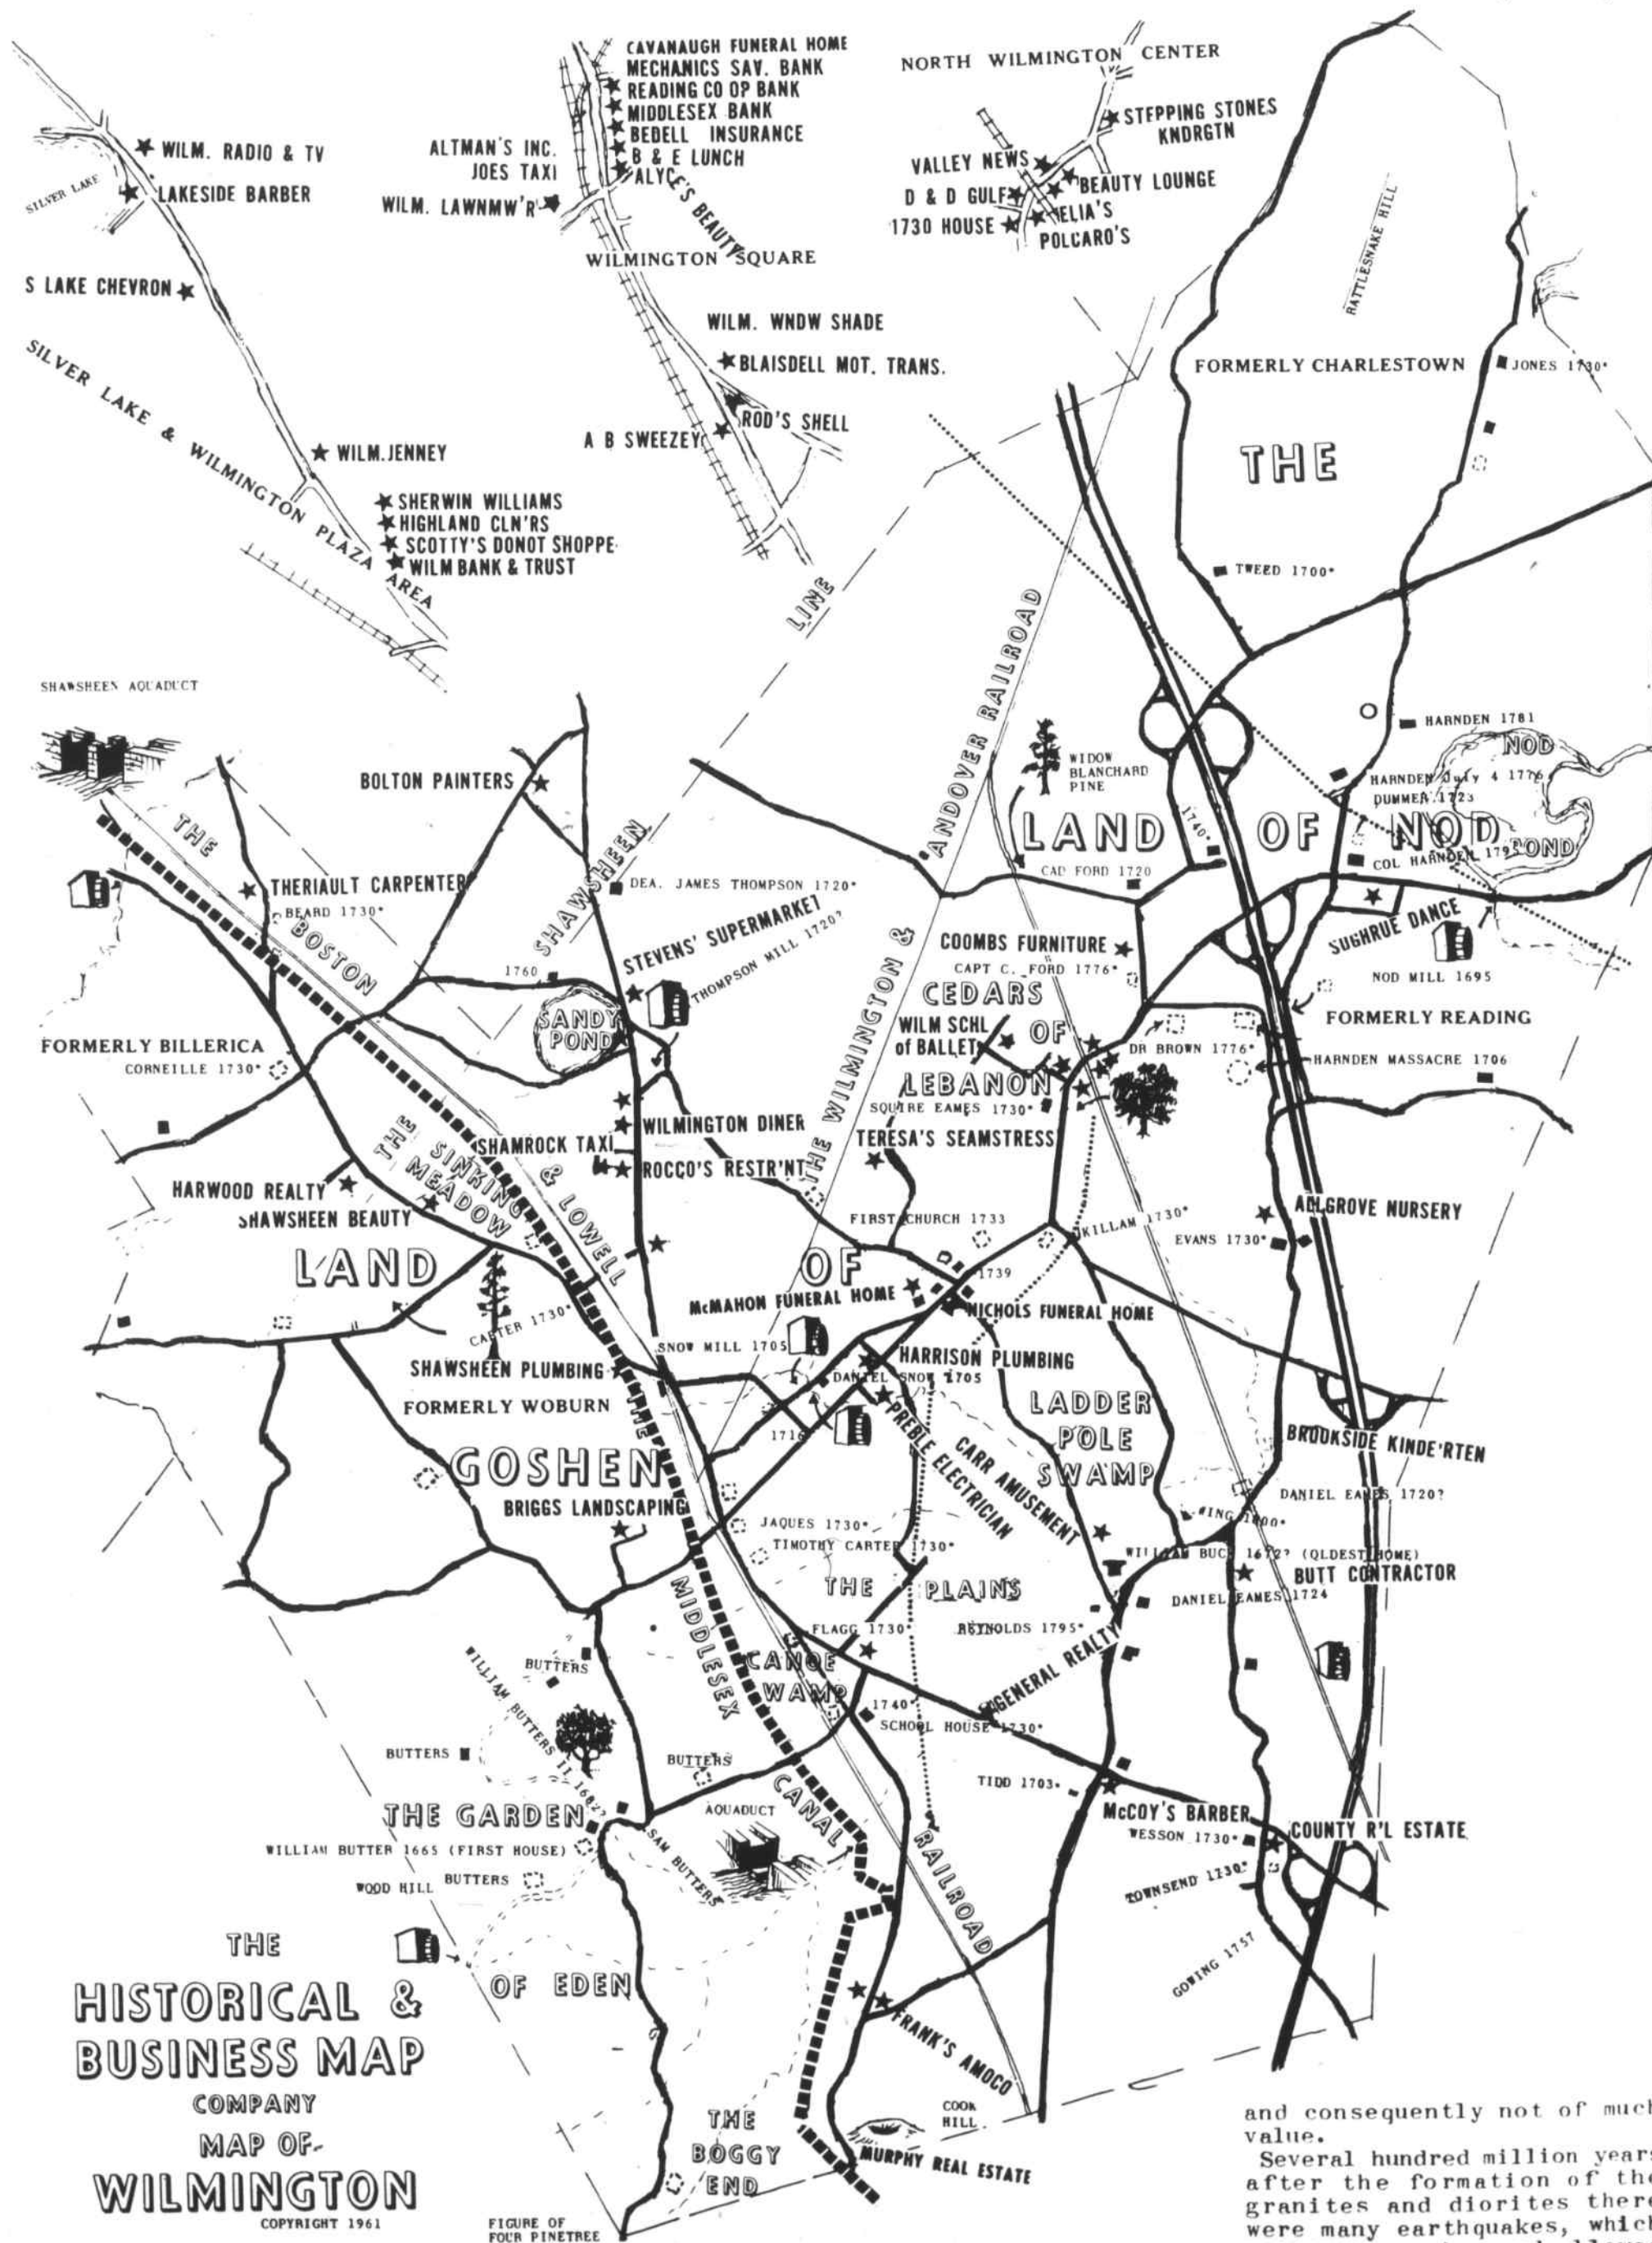 CAVANAUGH FUNERAL HOME
MECHANICS SAV. BANK
READING CO OP BANK
MIDDLESEX BANK
BEDELL INSURANCE
B & E LUNCH
ALYCE'S BEAUTY
ALTMAN'S INC.
JOES TAXI
WILM. LAWNMW'R
WILMINGTON SQUARE
WILM. WNDW SHADE
BLAISDELL MOT. TRANS.
ROD'S SHELL
A B SWEEZEY
NORTH WILMINGTON CENTER
STEPPING STONES
KNDRGTN
VALLEY NEWS
BEAUTY LOUNGE
D & D GULF
ELIA'S
1730 HOUSE
POLCARO'S
WILM. RADIO & TV
SILVER LAKE
LAKESIDE BARBER
S LAKE CHEVRON
SILVER LAKE & WILMINGTON PLAZA AREA
WILM. JENNEY
SHERWIN WILLIAMS
HIGHLAND CLN'RS
SCOTTY'S DONOT SHOPPE
WILM BANK & TRUST
RATTLESNAKE HILL
FORMERLY CHARLESTOWN
JONES 1730*
THE
TWEED 1700*
LINE
SHAWSHEEN AQUADUCT
ANDOVER RAILROAD
HARNDEN 1781
NOD
WIDOW
BLANCHARD
PINE
HARNDEN July 4 1776
DUMMER 1723
BOLTON PAINTERS
THE
LAND OF NOD
POND
1740*
COL HARNDEN
CAD FORD 1720
THERIAULT CARPENTER
BEARD 1730*
BOSTON
SHAWSHEEN
DEA. JAMES THOMPSON 1720*
STEVENS' SUPERMARKET
THOMPSON MILL 1720?
1760
SANDY
POND
SUGHRUE DANCE
NOD MILL 1695
COOMBS FURNITURE
CAPT C. FORD 1776*
CEDARS
OF
LEBANON
WILM SCHL
of BALLET
DR BROWN 1776*
FORMERLY READING
HARNDEN MASSACRE 1706
FORMERLY BILLERICA
CORNEILLE 1730*
SQUIRE EAMES 1730*
THE WILMINGTON &
TERESA'S SEAMSTRESS
WILMINGTON DINER
SHAMROCK TAXI
ROCCO'S RESTR'NT
THE SINKING
MEADOW
& LOWELL
HARWOOD REALTY
SHAWSHEEN BEAUTY
FIRST CHURCH 1733
KILLAM 1730*
ALLGROVE NURSERY
EVANS 1730*
LAND
OF
1739
McMAHON FUNERAL HOME
NICHOLS FUNERAL HOME
CARTER 1730*
SNOW MILL 1705
HARRISON PLUMBING
DANIEL SNOW 1705
SHAWSHEEN PLUMBING
FORMERLY WOBURN
THE
LADDER
POLE
SWAMP
PREBLE ELECTRICIAN
CARR AMUSEMENT
BROOKSIDE KINDE'RTEN
GOSHEN
BRIGGS LANDSCAPING
DANIEL EAMES 1720?
JAQUES 1730*
TIMOTHY CARTER 1730*
WILLIAM BUCK 1672? (OLDEST HOME)
BUTT CONTRACTOR
THE PLAINS
DANIEL EAMES 1724
FLAGG 1730*
REYNOLDS 1795*
GENERAL REALTY
MIDDLESEX
CANOE
WAMP
1740*
SCHOOL HOUSE 1730*
BUTTERS
WILLIAM BUTTERS II 1682?
BUTTERS
BUTTERS
TIDD 1703*
CANAL
THE GARDEN
AQUADUCT
McCOY'S BARBER
WESSON 1730*
COUNTY R'L ESTATE
WILLIAM BUTTER 1665 (FIRST HOUSE)
SAM BUTTERS
WOOD HILL
BUTTERS
TOWNSEND 1730*
RAILROAD
GOWING 1757
OF EDEN
FRANK'S AMOCO
COOK
HILL
MURPHY REAL ESTATE
THE
BOGGY
END
THE
HISTORICAL &
BUSINESS MAP
COMPANY
MAP OF
WILMINGTON
COPYRIGHT 1961
FIGURE OF
FOUR PINETREE
and consequently not of much
value.
Several hundred million years
after the formation of the
granites and diorites there
were many earthquakes, which